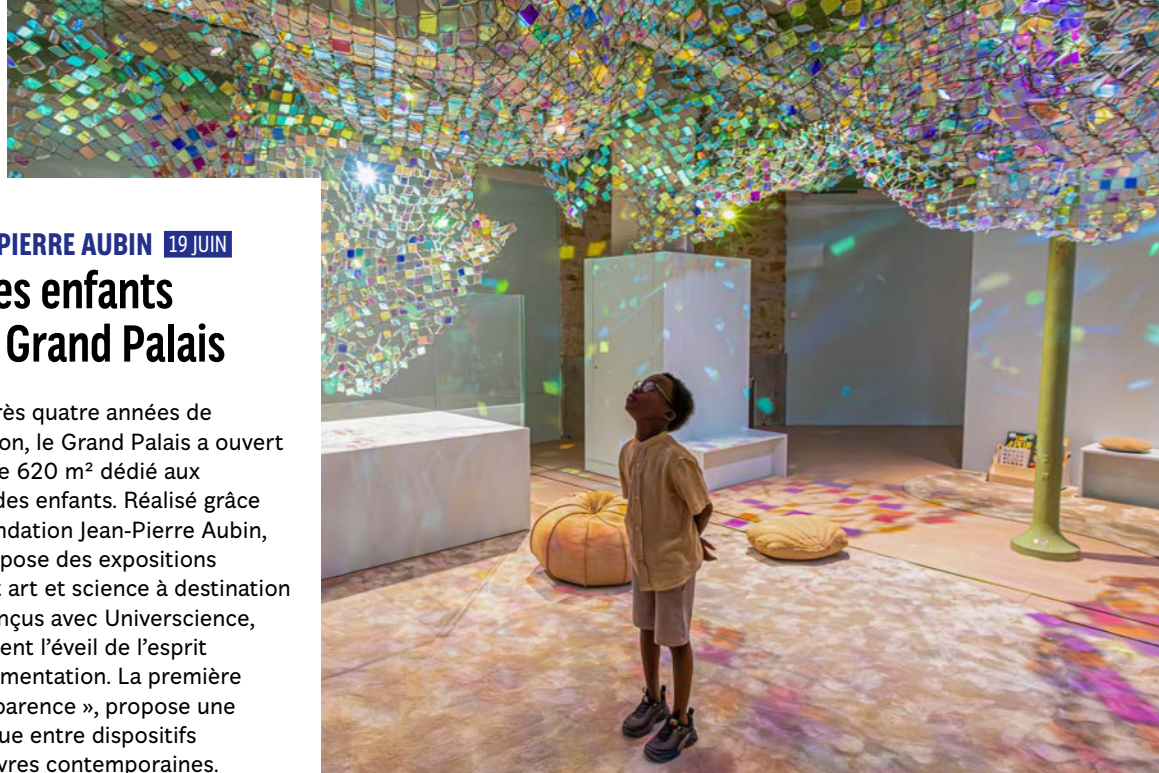 PIERRE AUBIN 19 JUIN
es enfants
Grand Palais
rès quatre années de
on, le Grand Palais a ouvert
e 620 m² dédié aux
des enfants. Réalisé grâce
ndation Jean-Pierre Aubin,
pose des expositions
t art et science à destination
nçus avec Universcience,
ent l’éveil de l’esprit
mentation. La première
parence », propose une
ue entre dispositifs
vres contemporaines.